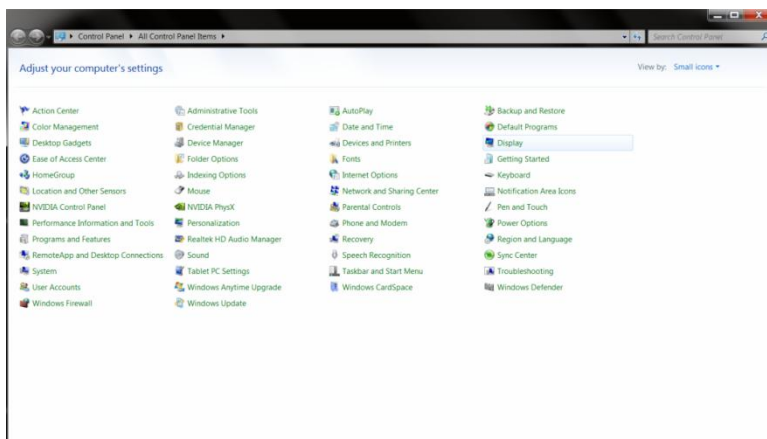 Control Panel All Control Panel Items
Search Control Panel
Adjust your computer's settings
View by: Small icons
Action Center Administrative Tools AutoPlay Backup and Restore
Color Management Credential Manager Date and Time Default Programs
Desktop Gadgets Device Manager Devices and Printers Display
Ease of Access Center Folder Options Fonts Getting Started
HomeGroup Indexing Options Internet Options Keyboard
Location and Other Sensors Mouse Network and Sharing Center Notification Area Icons
NVIDIA Control Panel NVIDIA PhysX Parental Controls Pen and Touch
Performance Information and Tools Personalization Phone and Modem Power Options
Programs and Features Realtek HD Audio Manager Recovery Region and Language
RemoteApp and Desktop Connections Sound Speech Recognition Sync Center
System Tablet PC Settings Taskbar and Start Menu Troubleshooting
User Accounts Windows Anytime Upgrade Windows CardSpace Windows Defender
Windows Firewall Windows Update